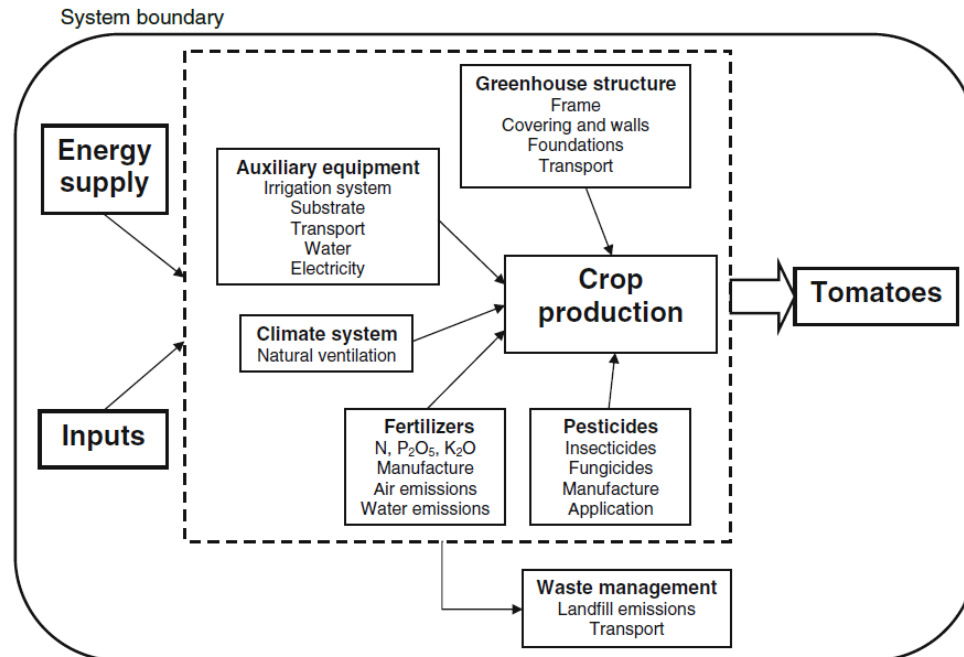 System boundary
Energy
supply
Inputs
Auxiliary equipment
Irrigation system
Substrate
Transport
Water
Electricity
Greenhouse structure
Frame
Covering and walls
Foundations
Transport
Climate system
Natural ventilation
Crop
production
Tomatoes
Fertilizers
N, P₂O₅, K₂O
Manufacture
Air emissions
Water emissions
Pesticides
Insecticides
Fungicides
Manufacture
Application
Waste management
Landfill emissions
Transport